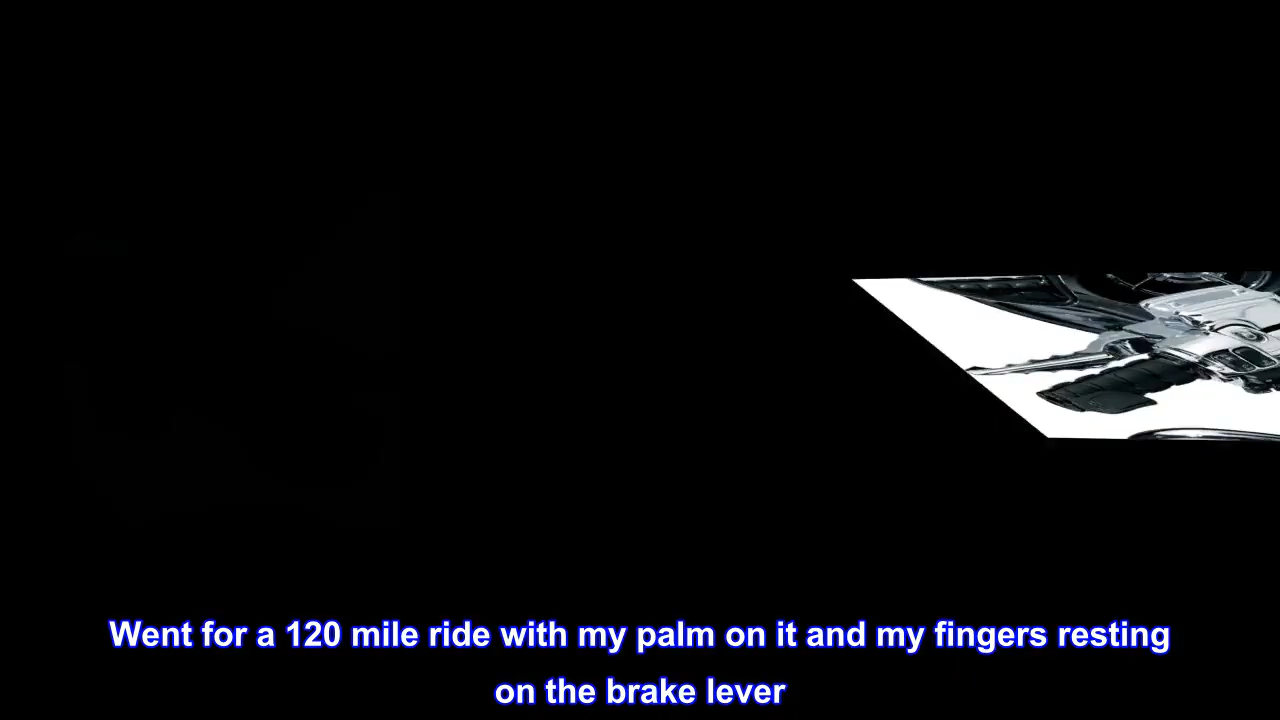 Went for a 120 mile ride with my palm on it and my fingers resting
on the brake lever